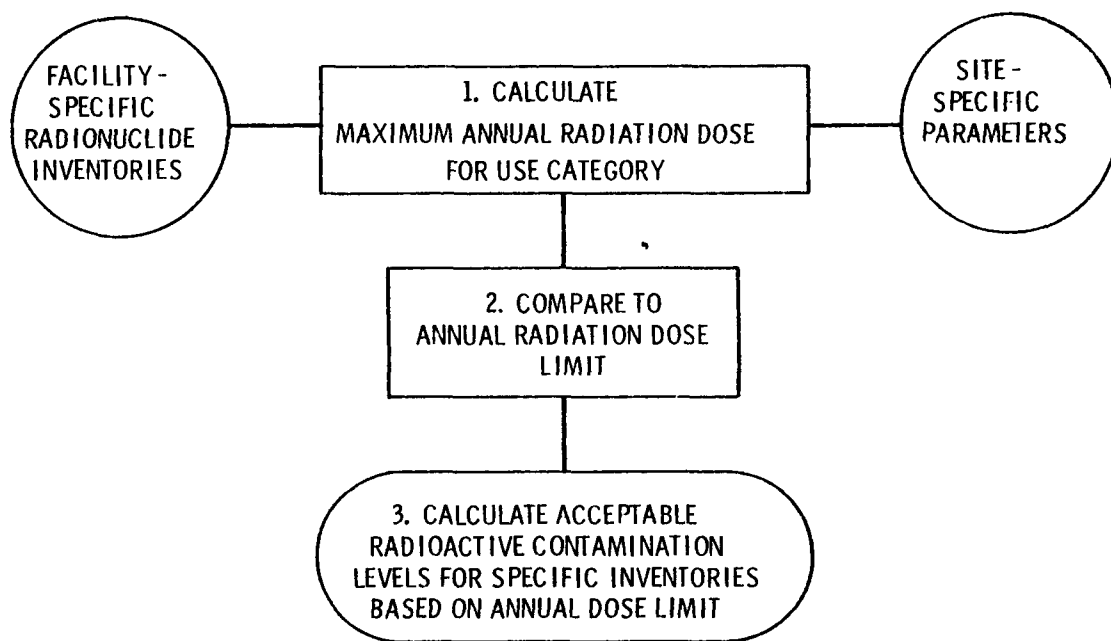 FACILITY-
SPECIFIC
RADIONUCLIDE
INVENTORIES
1. CALCULATE
MAXIMUM ANNUAL RADIATION DOSE
FOR USE CATEGORY
SITE-
SPECIFIC
PARAMETERS
2. COMPARE TO
ANNUAL RADIATION DOSE
LIMIT
3. CALCULATE ACCEPTABLE
RADIOACTIVE CONTAMINATION
LEVELS FOR SPECIFIC INVENTORIES
BASED ON ANNUAL DOSE LIMIT